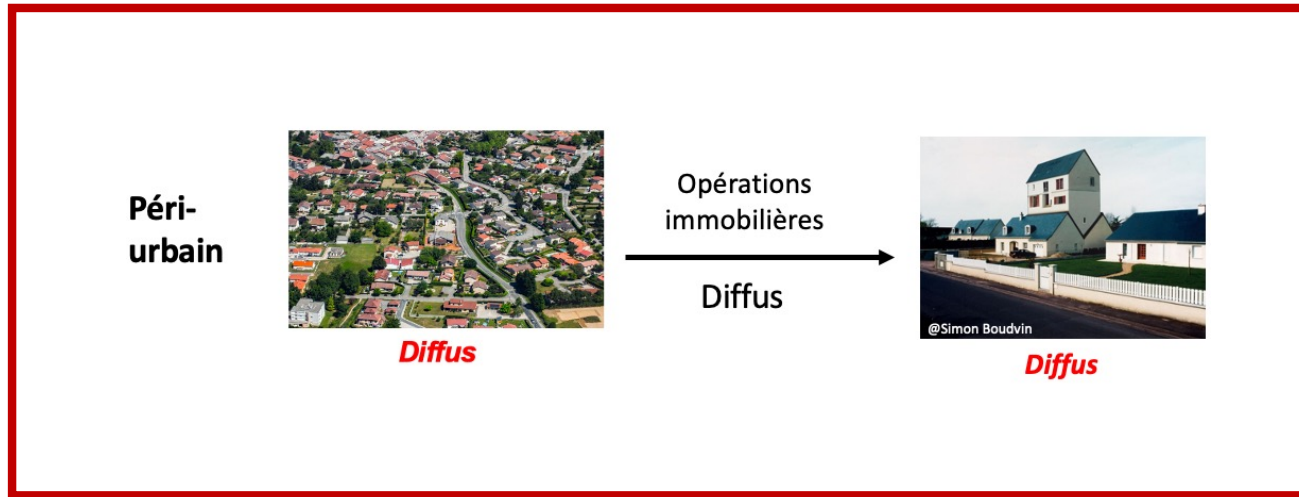 Péri-
urbain
Diffus
Opérations
immobilières
Diffus
@Simon Boudvin
Diffus